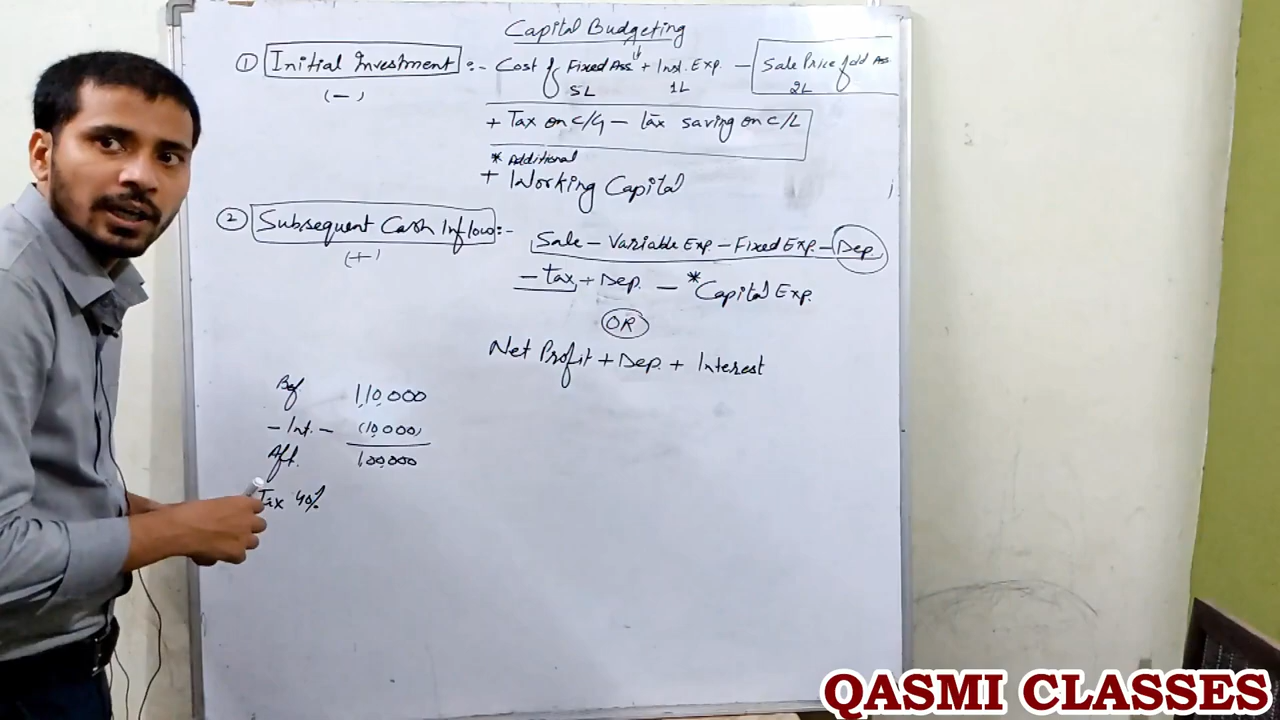 Capital Budgeting
① Initial Investment :- Cost of Fixed Ass + Inst. Exp. — Sale Price of old Ass.
(—) 5L 1L 2L
+ Tax on C/G — tax saving on C/L
* Additional
+ Working Capital
② Subsequent Cash Inflow :- Sale — Variable Exp — Fixed Exp — Dep.
(+)
— Tax + Dep. — *Capital Exp.
OR
Net Profit + Dep. + Interest
Bef 1,10,000
— Int. — (10,000)
Aft. 1,00,000
Tax 40%
QASMI CLASSES